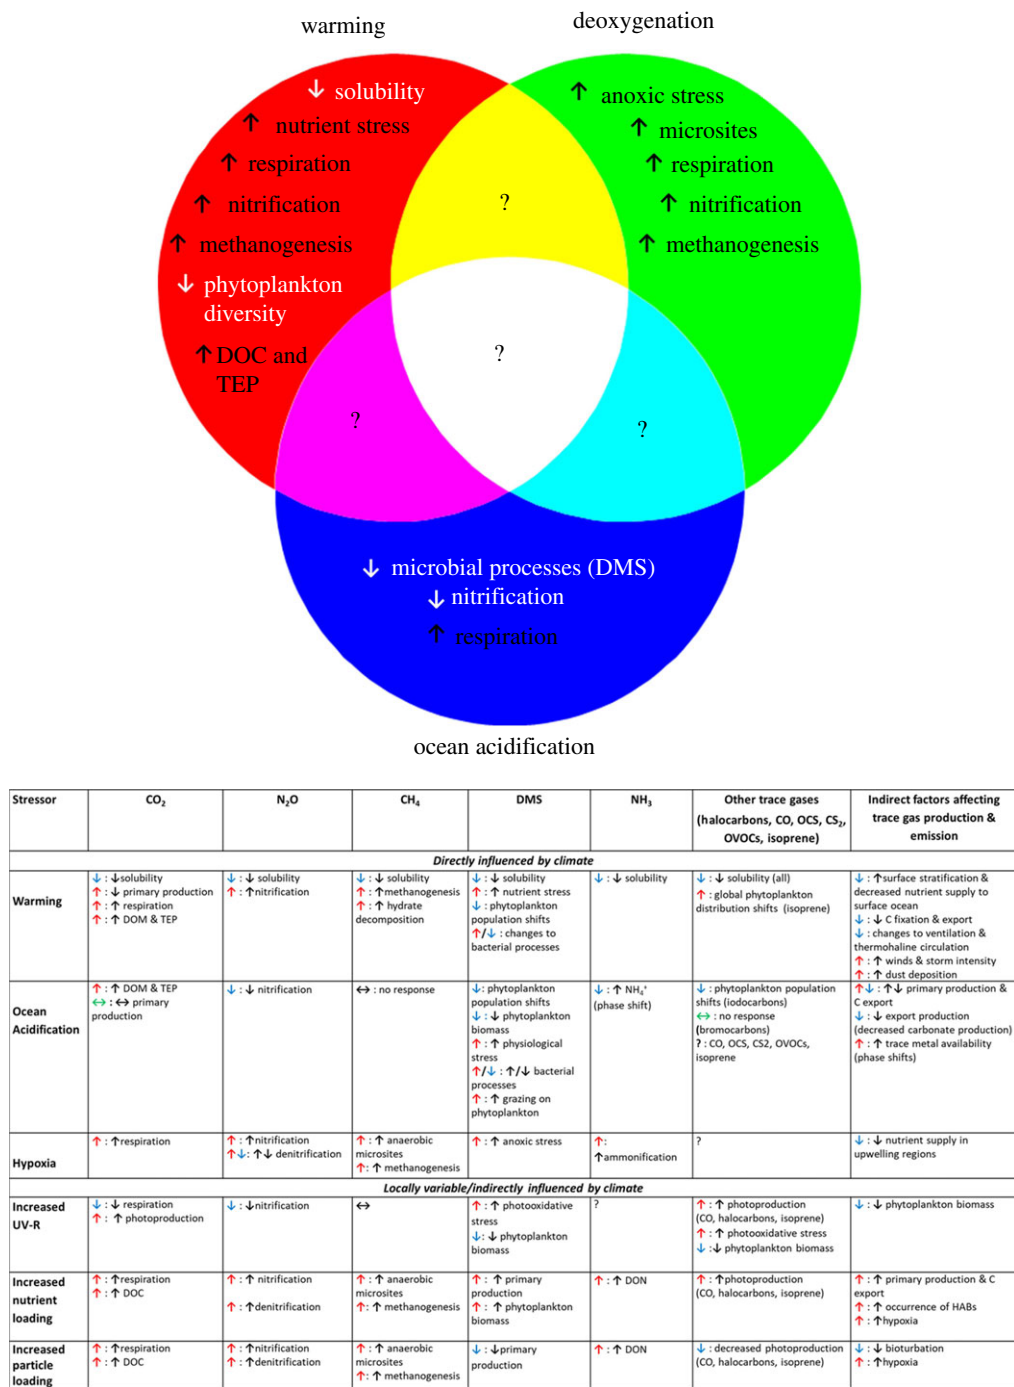 warming
deoxygenation
↓ solubility
↑ nutrient stress
↑ respiration
↑ nitrification
↑ methanogenesis
↓ phytoplankton
diversity
↑ DOC and
TEP
↑ anoxic stress
↑ microsites
↑ respiration
↑ nitrification
↑ methanogenesis
?
?
?
?
↓ microbial processes (DMS)
↓ nitrification
↑ respiration
ocean acidification
Stressor
CO₂
N₂O
CH₄
DMS
NH₃
Other trace gases
(halocarbons, CO, OCS, CS₂,
OVOCs, isoprene)
Indirect factors affecting
trace gas production &
emission
Directly influenced by climate
Warming
↓ : ↓solubility
↑ : ↓ primary production
↑ : ↑ respiration
↑ : ↑ DOM & TEP
↓ : ↓ solubility
↑ : ↑nitrification
↓ : ↓ solubility
↑ : ↑methanogenesis
↑ : ↑ hydrate
decomposition
↓ : ↓ solubility
↑ : ↑ nutrient stress
↓ : phytoplankton
population shifts
↑/↓ : changes to
bacterial processes
↓ : ↓ solubility
↓ : ↓ solubility (all)
↑ : global phytoplankton
distribution shifts (isoprene)
↓ : ↑surface stratification &
decreased nutrient supply to
surface ocean
↓ : ↓ C fixation & export
↓ : changes to ventilation &
thermohaline circulation
↑ : ↑ winds & storm intensity
↑ : ↑ dust deposition
Ocean
Acidification
↑ : ↑ DOM & TEP
↔ : ↔ primary
production
↓ : ↓ nitrification
↔ : no response
↓: phytoplankton
population shifts
↓ : ↓ phytoplankton
biomass
↑ : ↑ physiological
stress
↑/↓ : ↑/↓ bacterial
processes
↑ : ↑ grazing on
phytoplankton
↓ : ↑ NH₄⁺
(phase shift)
↓ : phytoplankton population
shifts (iodocarbons)
↔ : no response
(bromocarbons)
? : CO, OCS, CS2, OVOCs,
isoprene
↑↓ : ↑↓ primary production &
C export
↓ : ↓ export production
(decreased carbonate production)
↑ : ↑ trace metal availability
(phase shifts)
Hypoxia
↑ : ↑respiration
↑ : ↑nitrification
↑↓ : ↑↓ denitrification
↑ : ↑ anaerobic
microsites
↑ : ↑ methanogenesis
↑ : ↑ anoxic stress
↑ :
↑ammonification
?
↓ : ↓ nutrient supply in
upwelling regions
Locally variable/indirectly influenced by climate
Increased
UV-R
↓ : ↓ respiration
↑ : ↑ photoproduction
↓ : ↓nitrification
↔
↑ : ↑ photooxidative
stress
↓ : ↓ phytoplankton
biomass
?
↑ : ↑ photoproduction
(CO, halocarbons, isoprene)
↑ : ↑ photooxidative stress
↓ :↓ phytoplankton biomass
↓ : ↓ phytoplankton biomass
Increased
nutrient
loading
↑ : ↑respiration
↑ : ↑ DOC
↑ : ↑ nitrification
↑ : ↑denitrification
↑ : ↑ anaerobic
microsites
↑ : ↑ methanogenesis
↑ : ↑ primary
production
↑ : ↑ phytoplankton
biomass
↑ : ↑ DON
↑ : ↑photoproduction
(CO, halocarbons, isoprene)
↑ : ↑ primary production & C
export
↑ : ↑ occurrence of HABs
↑ : ↑hypoxia
Increased
particle
loading
↑ : ↑respiration
↑ : ↑ DOC
↑ : ↑nitrification
↑ : ↑denitrification
↑ : ↑ anaerobic
microsites
↑ : ↑ methanogenesis
↓ : ↓primary
production
↑ : ↑ DON
↓ : decreased photoproduction
(CO, halocarbons, isoprene)
↓ : ↓ bioturbation
↑ : ↑hypoxia